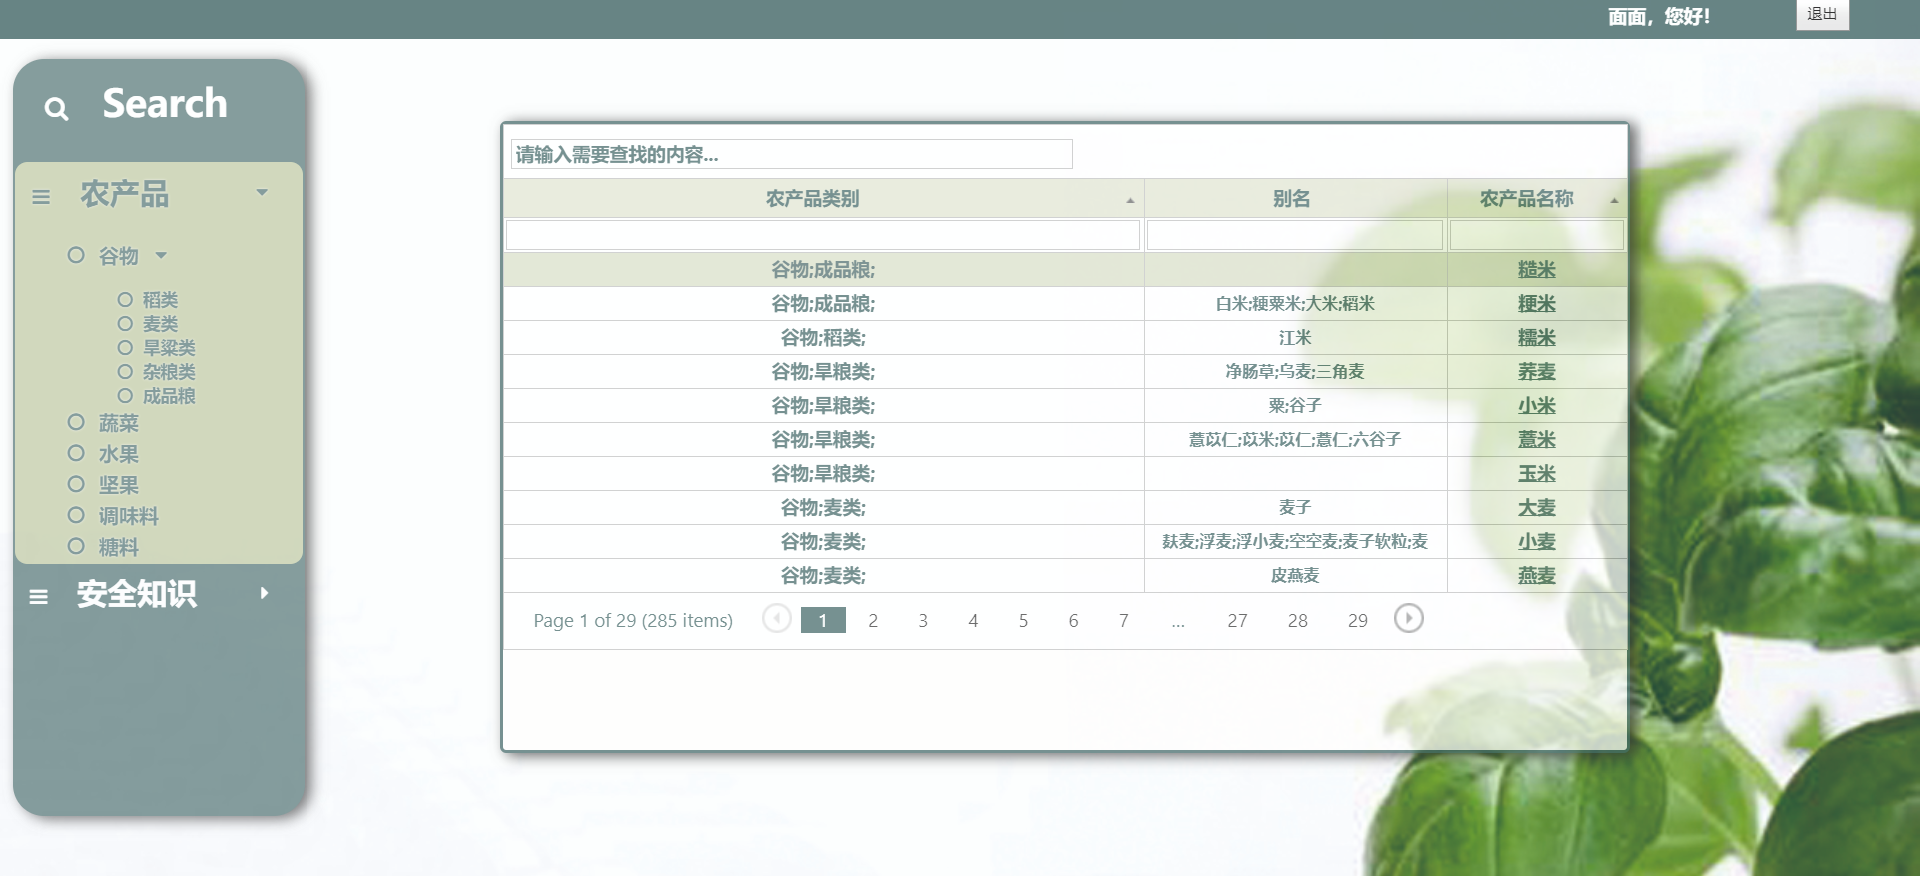 面面，您好！
退出
Search
农产品
谷物
稻类
麦类
旱粱类
杂粮类
成品粮
蔬菜
水果
坚果
调味料
糖料
安全知识
请输入需要查找的内容...
农产品类别 别名 农产品名称
谷物;成品粮; 糙米
谷物;成品粮; 白米;粳粟米;大米;稻米 粳米
谷物;稻类; 江米 糯米
谷物;旱粮类; 净肠草;乌麦;三角麦 荞麦
谷物;旱粮类; 粟;谷子 小米
谷物;旱粮类; 薏苡仁;苡米;苡仁;薏仁;六谷子 薏米
谷物;旱粮类; 玉米
谷物;麦类; 麦子 大麦
谷物;麦类; 麸麦;浮麦;浮小麦;空空麦;麦子软粒;麦 小麦
谷物;麦类; 皮燕麦 燕麦
Page 1 of 29 (285 items) 1 2 3 4 5 6 7 ... 27 28 29